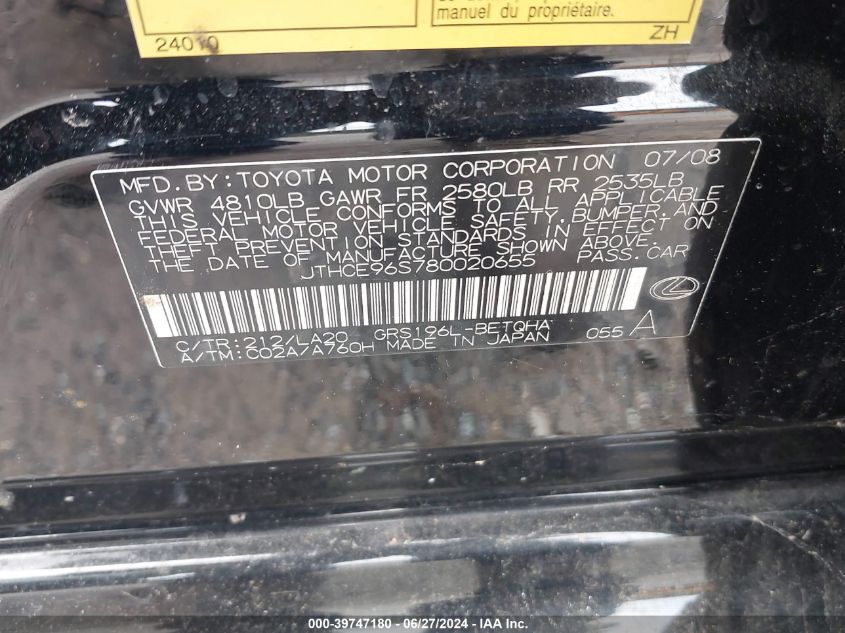 manuel du propriétaire.
24010 ZH
MFD. BY: TOYOTA MOTOR CORPORATION 07/08
GVWR 4810LB GAWR FR 2580LB RR 2535LB
THIS VEHICLE CONFORMS TO ALL APPLICABLE
FEDERAL MOTOR VEHICLE SAFETY, BUMPER, AND
THEFT PREVENTION STANDARDS IN EFFECT ON
THE DATE OF MANUFACTURE SHOWN ABOVE.
JTHCE96S780020655 PASS. CAR
C/TR: 212/LA20 GRS196L-BETQHA 055 A
A/TM: C02A/A760H MADE IN JAPAN
000-39747180 - 06/27/2024 - IAAI.com